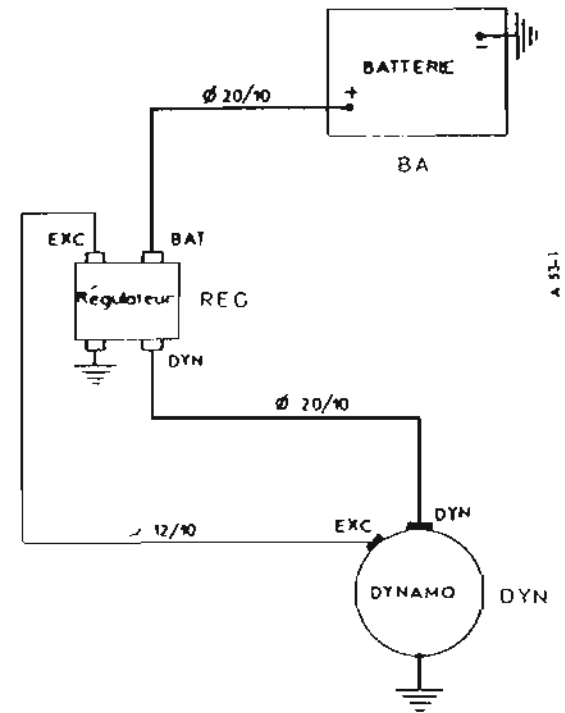 BATTERIE
-
+
Ø 20/10
BA
EXC
BAT
Régulateur
REG
DYN
A 53-1
Ø 20/10
12/10
EXC
DYN
DYNAMO
DYN